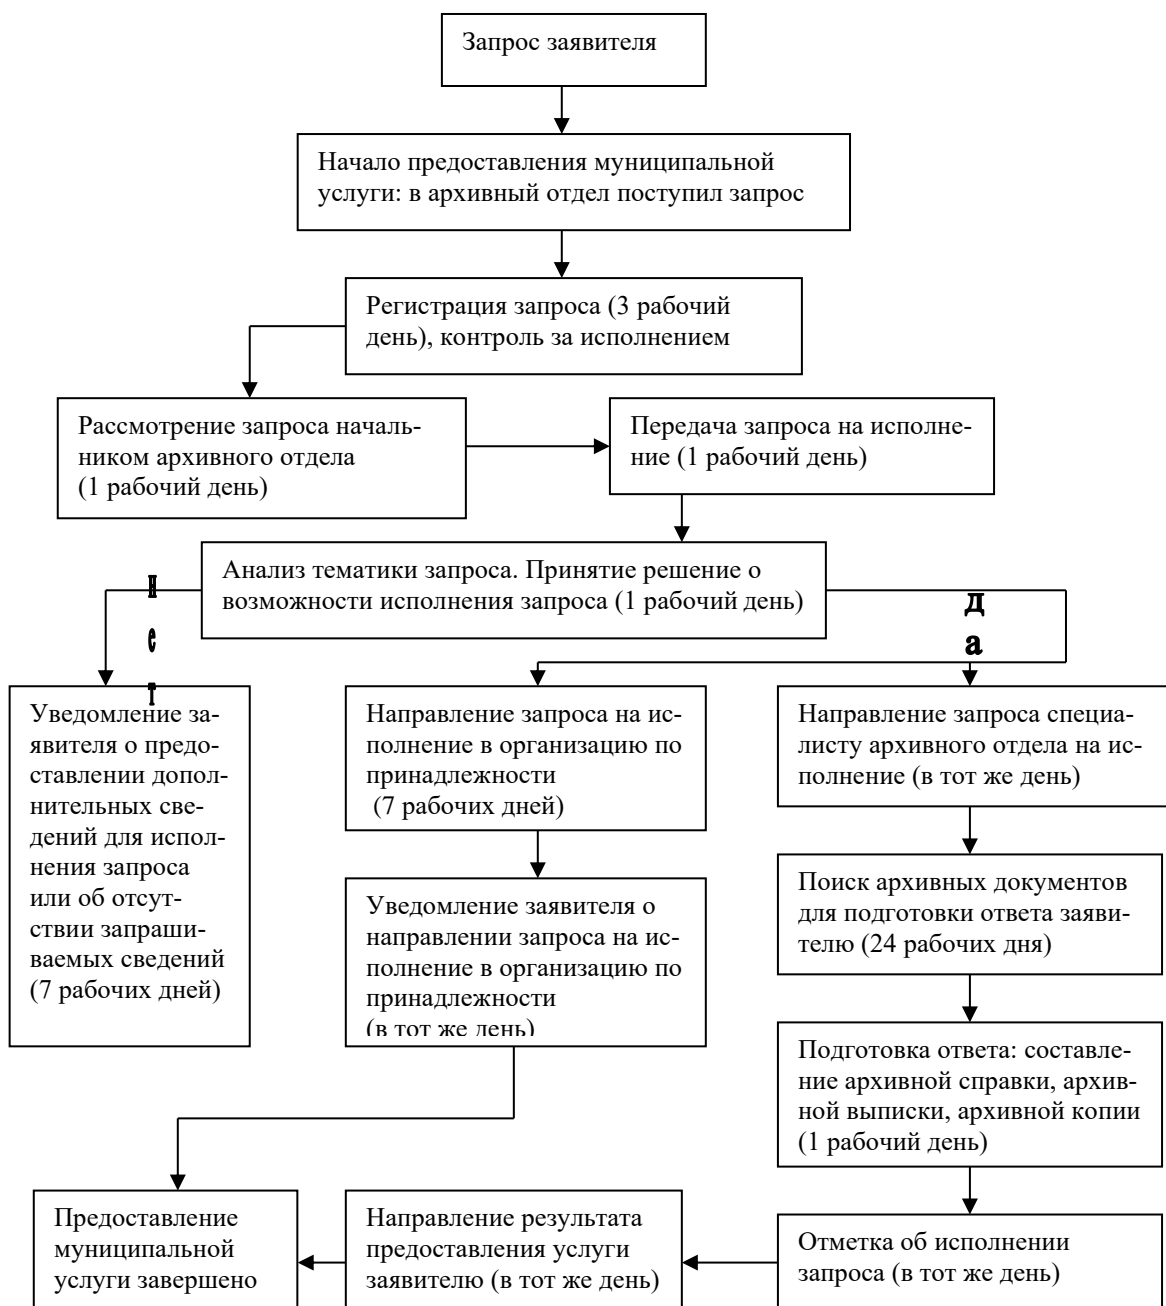 Запрос заявителя
Начало предоставления муниципальной
услуги: в архивный отдел поступил запрос
Регистрация запроса (3 рабочий
день), контроль за исполнением
Рассмотрение запроса началь-
ником архивного отдела
(1 рабочий день)
Передача запроса на исполне-
ние (1 рабочий день)
Анализ тематики запроса. Принятие решение о
возможности исполнения запроса (1 рабочий день)
н
е
т
д
а
Уведомление за-
явителя о предо-
ставлении допол-
нительных све-
дений для испол-
нения запроса
или об отсут-
ствии запраши-
ваемых сведений
(7 рабочих дней)
Направление запроса на ис-
полнение в организацию по
принадлежности
(7 рабочих дней)
Направление запроса специа-
листу архивного отдела на ис-
полнение (в тот же день)
Уведомление заявителя о
направлении запроса на ис-
полнение в организацию по
принадлежности
(в тот же день)
Поиск архивных документов
для подготовки ответа заяви-
телю (24 рабочих дня)
Подготовка ответа: составле-
ние архивной справки, архив-
ной выписки, архивной копии
(1 рабочий день)
Предоставление
муниципальной
услуги завершено
Направление результата
предоставления услуги
заявителю (в тот же день)
Отметка об исполнении
запроса (в тот же день)